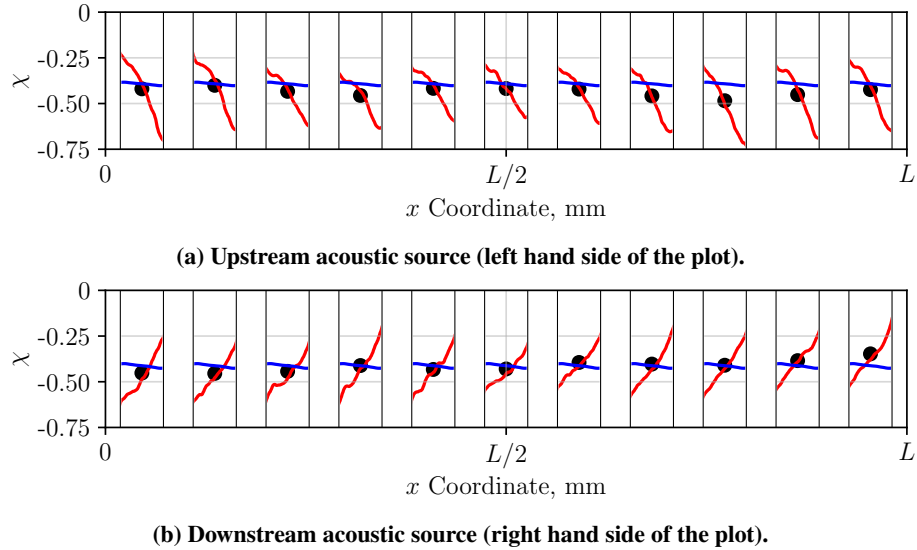 0
-0.25
-0.50
-0.75
χ
0
L/2
L
x Coordinate, mm
(a) Upstream acoustic source (left hand side of the plot).
0
-0.25
-0.50
-0.75
χ
0
L/2
L
x Coordinate, mm
(b) Downstream acoustic source (right hand side of the plot).